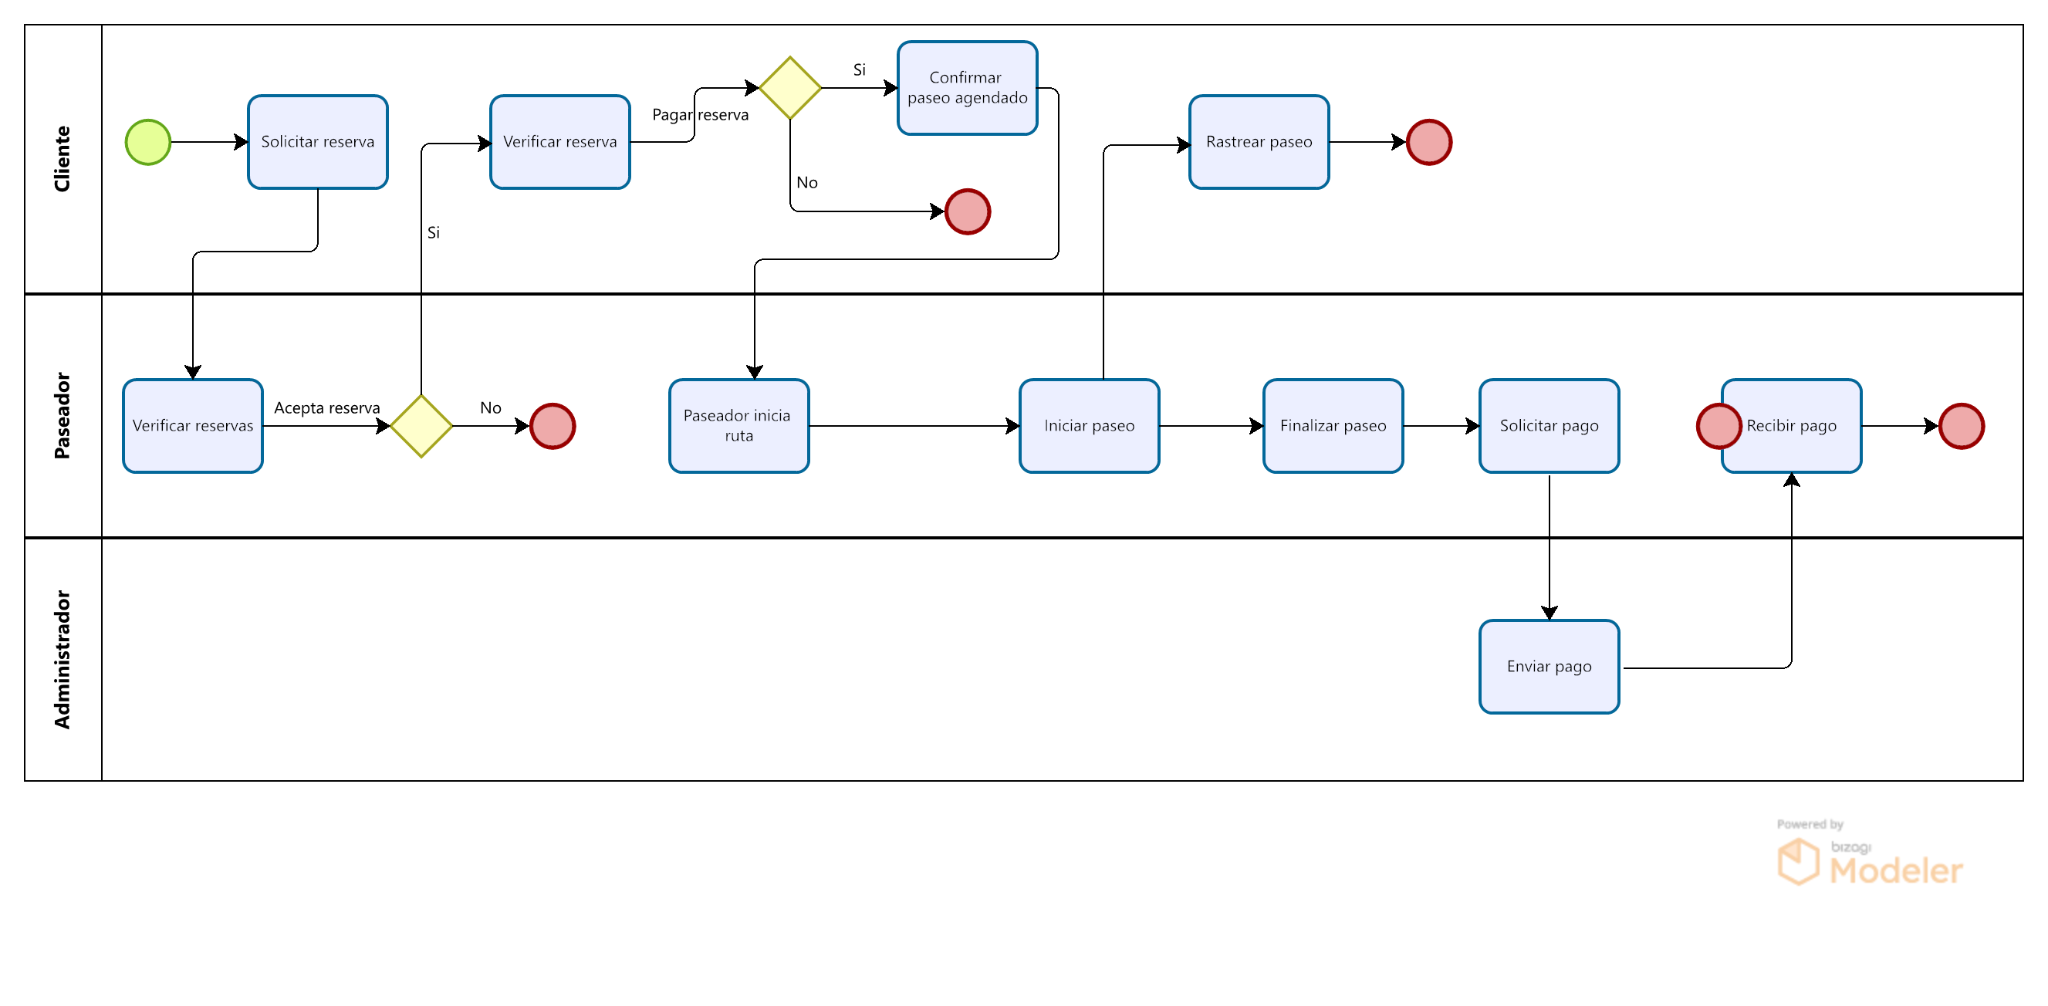 Cliente
Solicitar reserva
Verificar reserva
Pagar reserva
Si
Confirmar
paseo agendado
No
Rastrear paseo
Si
Paseador
Verificar reservas
Acepta reserva
No
Paseador inicia
ruta
Iniciar paseo
Finalizar paseo
Solicitar pago
Recibir pago
Administrador
Enviar pago
Powered by
bizagi
Modeler